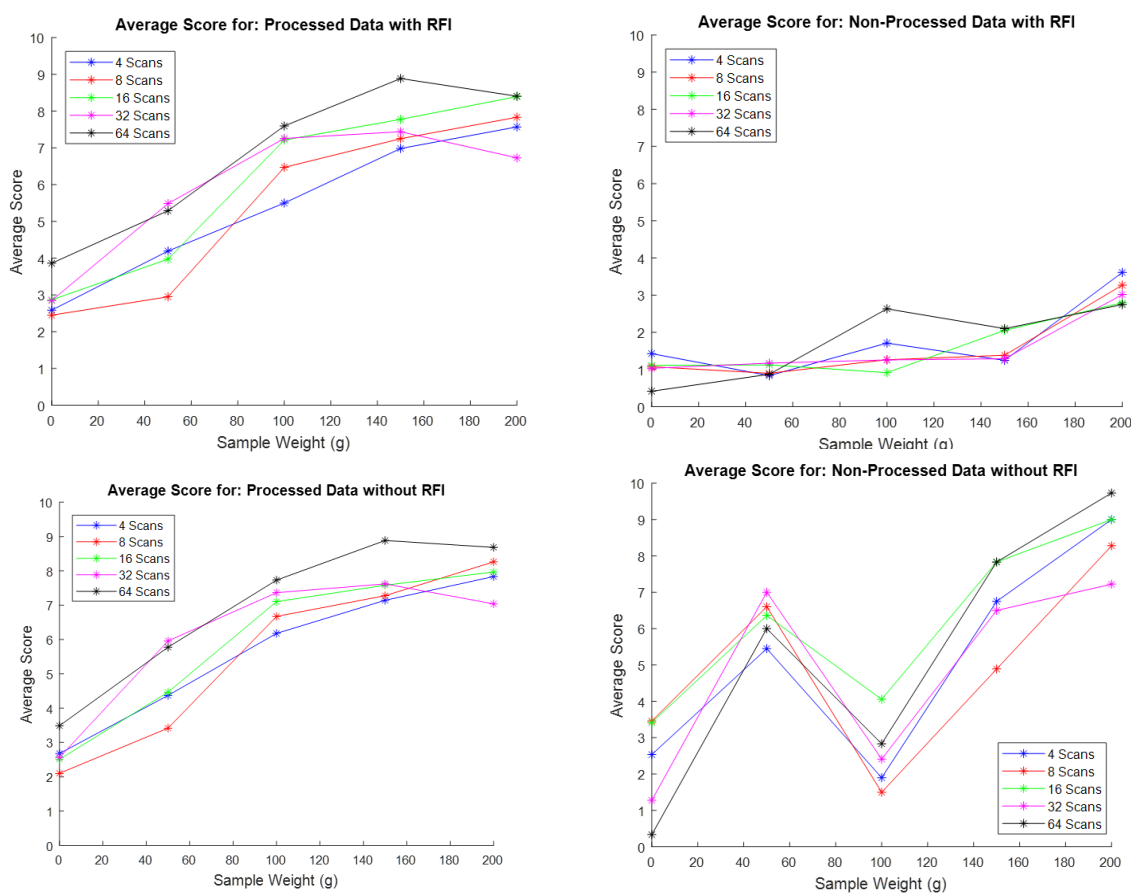 Average Score for: Processed Data with RFI
10
9
8
7
6
5
4
3
2
1
0
Average Score
4 Scans
8 Scans
16 Scans
32 Scans
64 Scans
0 20 40 60 80 100 120 140 160 180 200
Sample Weight (g)
Average Score for: Non-Processed Data with RFI
10
9
8
7
6
5
4
3
2
1
0
Average Score
4 Scans
8 Scans
16 Scans
32 Scans
64 Scans
0 20 40 60 80 100 120 140 160 180 200
Sample Weight (g)
Average Score for: Processed Data without RFI
10
9
8
7
6
5
4
3
2
1
0
Average Score
4 Scans
8 Scans
16 Scans
32 Scans
64 Scans
0 20 40 60 80 100 120 140 160 180 200
Sample Weight (g)
Average Score for: Non-Processed Data without RFI
10
9
8
7
6
5
4
3
2
1
0
Average Score
4 Scans
8 Scans
16 Scans
32 Scans
64 Scans
0 20 40 60 80 100 120 140 160 180 200
Sample Weight (g)